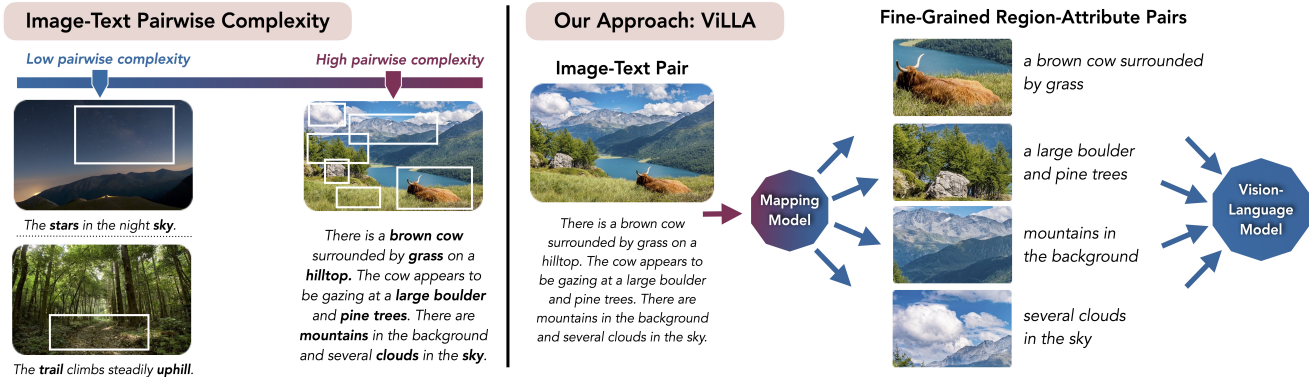 Image-Text Pairwise Complexity
Low pairwise complexity
High pairwise complexity
The stars in the night sky.
The trail climbs steadily uphill.
There is a brown cow
surrounded by grass on a
hilltop. The cow appears to
be gazing at a large boulder
and pine trees. There are
mountains in the background
and several clouds in the sky.
Our Approach: ViLLA
Image-Text Pair
There is a brown cow
surrounded by grass on a
hilltop. The cow appears to
be gazing at a large boulder
and pine trees. There are
mountains in the background
and several clouds in the sky.
Mapping
Model
Fine-Grained Region-Attribute Pairs
a brown cow surrounded
by grass
a large boulder
and pine trees
mountains in
the background
several clouds
in the sky
Vision-
Language
Model